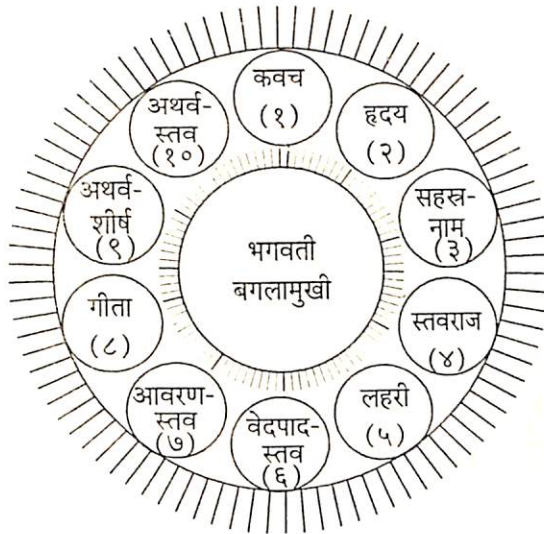 भगवती
बगलामुखी
कवच
(१)
हृदय
(२)
सहस्र-
नाम
(३)
स्तवराज
(४)
लहरी
(५)
वेदपाद-
स्तव
(६)
आवरण-
स्तव
(७)
गीता
(८)
अथर्व-
शीर्ष
(९)
अथर्व-
स्तव
(१०)